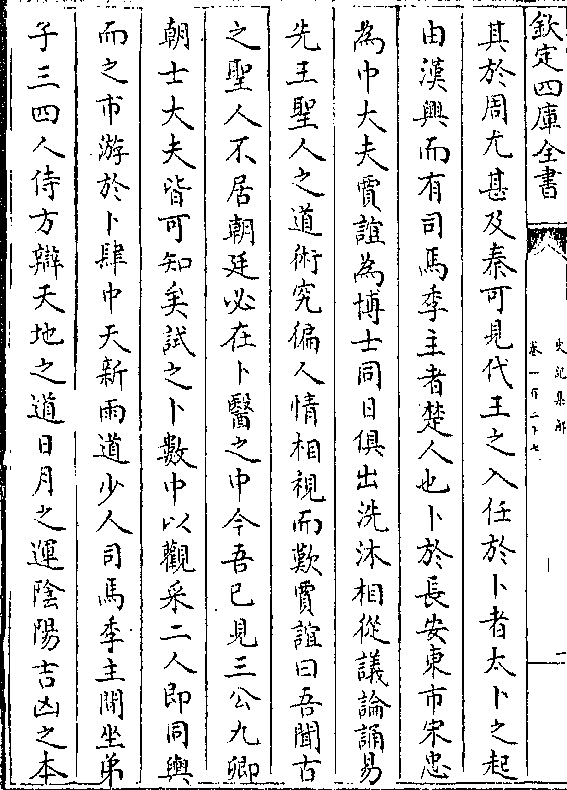 欽定四庫全書
史記集解
卷一百二十七
一
其於周尤甚及秦可見代王之入任於卜者太卜之起
由漢興而有司馬季主者楚人也卜於長安東市宋忠
為中大夫賈誼為博士同日俱出洗沐相從議論誦易
先王聖人之道術究徧人情相視而歎賈誼曰吾聞古
之聖人不居朝廷必在卜醫之中今吾已見三公九卿
朝士大夫皆可知矣試之卜數中以觀采二人即同輿
而之市游於卜肆中天新雨道少人司馬季主閒坐弟
子三四人侍方辯天地之道日月之運陰陽吉凶之本